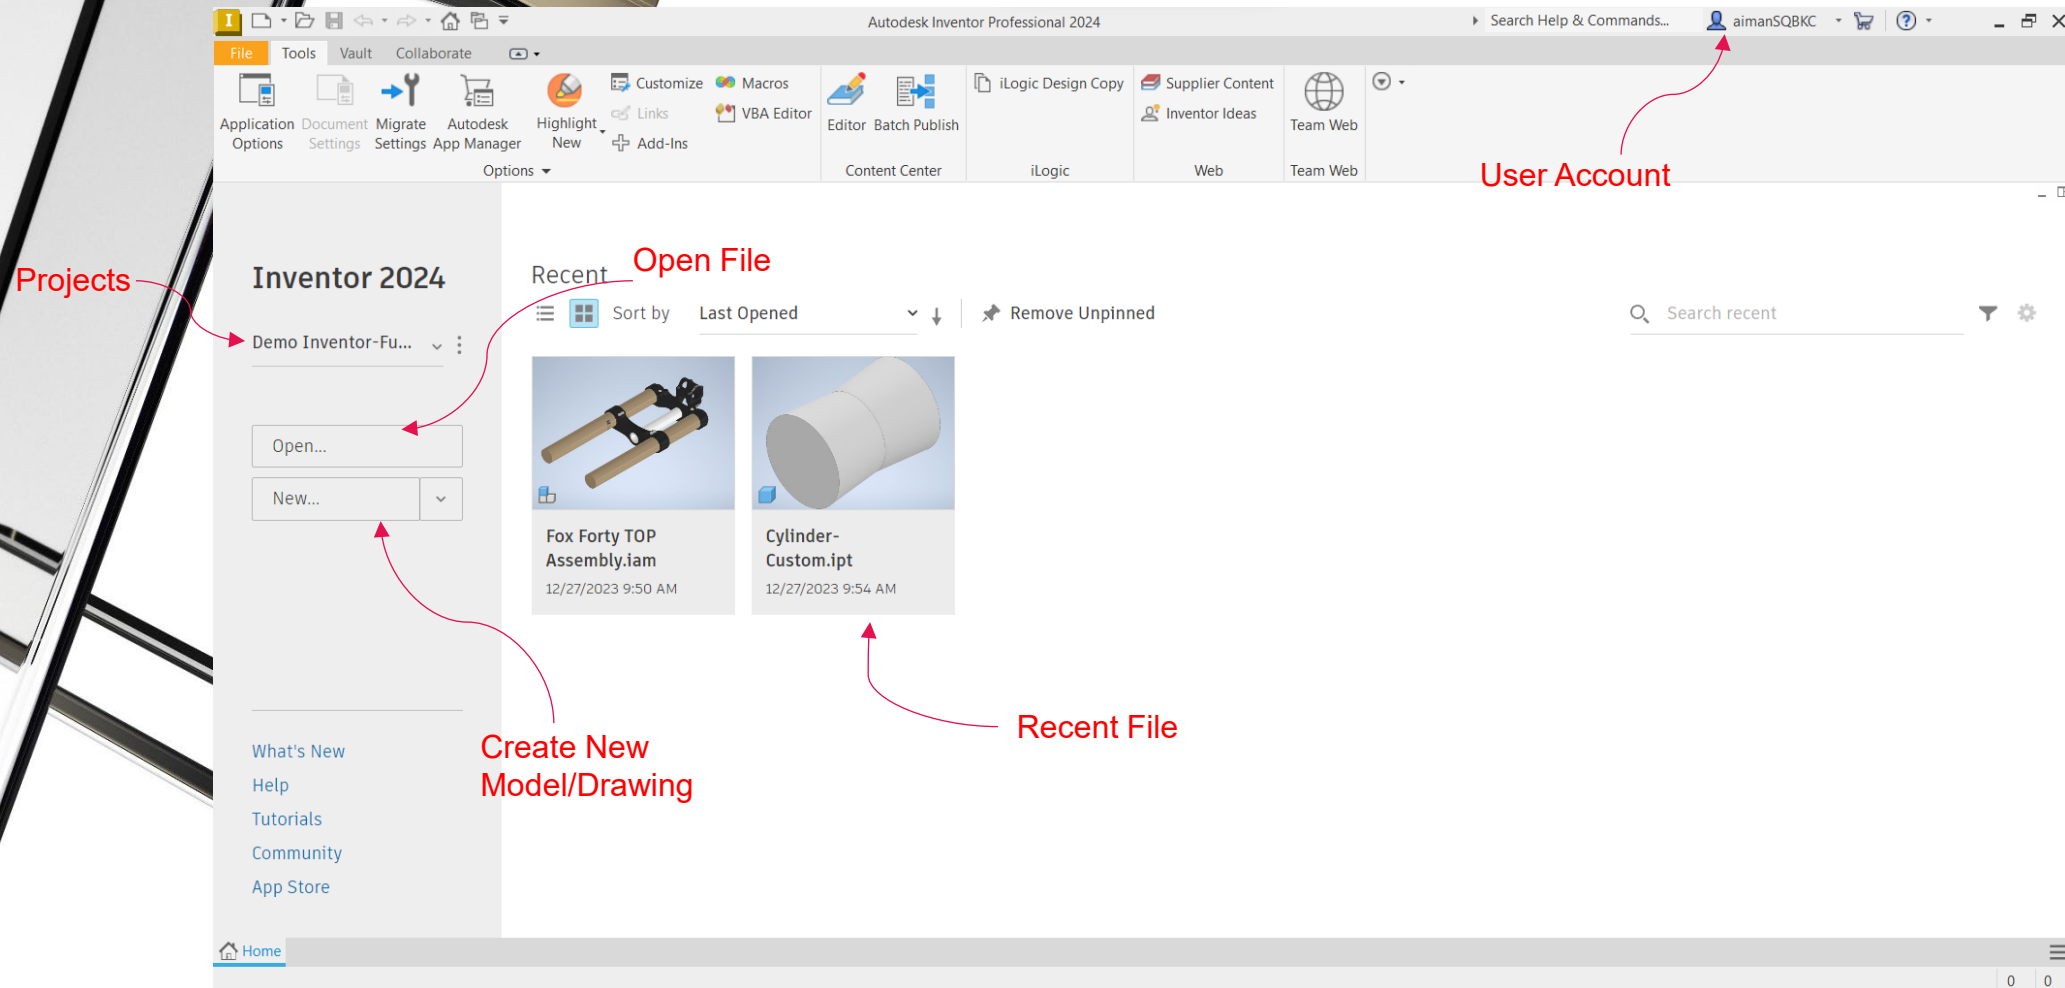 Autodesk Inventor Professional 2024
Search Help & Commands...
aimanSQBKC
File Tools Vault Collaborate
Application Options
Document Settings
Migrate Settings
Autodesk App Manager
Highlight New
Customize
Links
Add-Ins
Macros
VBA Editor
Editor
Batch Publish
iLogic Design Copy
Supplier Content
Inventor Ideas
Team Web
Options
Content Center
iLogic
Web
Team Web
User Account
Projects
Inventor 2024
Demo Inventor-Fu...
Open...
New...
Open File
Recent
Sort by Last Opened
Remove Unpinned
Search recent
Fox Forty TOP
Assembly.iam
12/27/2023 9:50 AM
Cylinder-
Custom.ipt
12/27/2023 9:54 AM
Recent File
Create New
Model/Drawing
What's New
Help
Tutorials
Community
App Store
Home
0 0